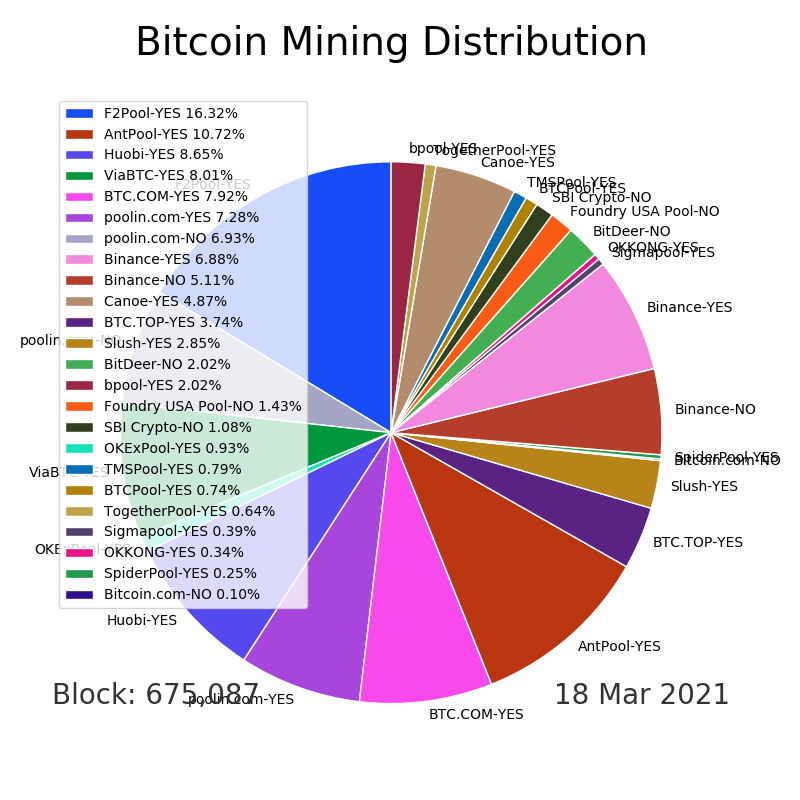 Bitcoin Mining Distribution
F2Pool-YES 16.32%
AntPool-YES 10.72%
Huobi-YES 8.65%
ViaBTC-YES 8.01%
BTC.COM-YES 7.92%
poolin.com-YES 7.28%
poolin.com-NO 6.93%
Binance-YES 6.88%
Binance-NO 5.11%
Canoe-YES 4.87%
BTC.TOP-YES 3.74%
Slush-YES 2.85%
BitDeer-NO 2.02%
bpool-YES 2.02%
Foundry USA Pool-NO 1.43%
SBI Crypto-NO 1.08%
OKExPool-YES 0.93%
TMSPool-YES 0.79%
BTCPool-YES 0.74%
TogetherPool-YES 0.64%
Sigmapool-YES 0.39%
OKKONG-YES 0.34%
SpiderPool-YES 0.25%
Bitcoin.com-NO 0.10%
bpool-YES
TogetherPool-YES
Canoe-YES
TMSPool-YES
BTCPool-YES
SBI Crypto-NO
Foundry USA Pool-NO
BitDeer-NO
OKKONG-YES
Sigmapool-YES
Binance-YES
Binance-NO
SpiderPool-YES
Bitcoin.com-NO
Slush-YES
BTC.TOP-YES
AntPool-YES
BTC.COM-YES
poolin.com-YES
Huobi-YES
OKExPool-YES
ViaBTC-YES
poolin.com-NO
F2Pool-YES
Block: 675,087
18 Mar 2021